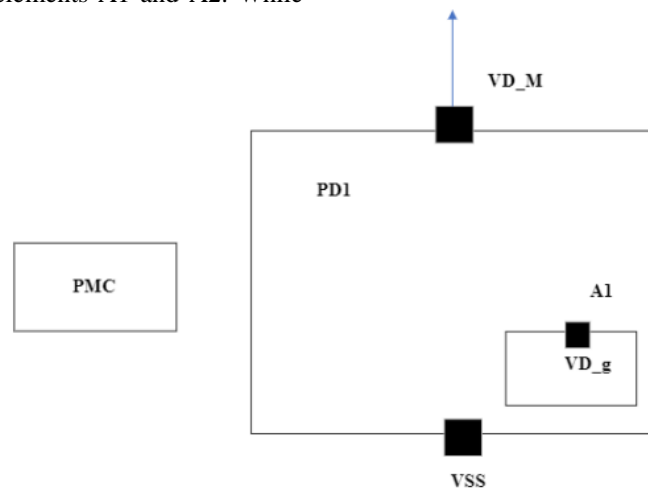 elements A1 and A2. While
VD_M
PD1
PMC
A1
VD_g
VSS